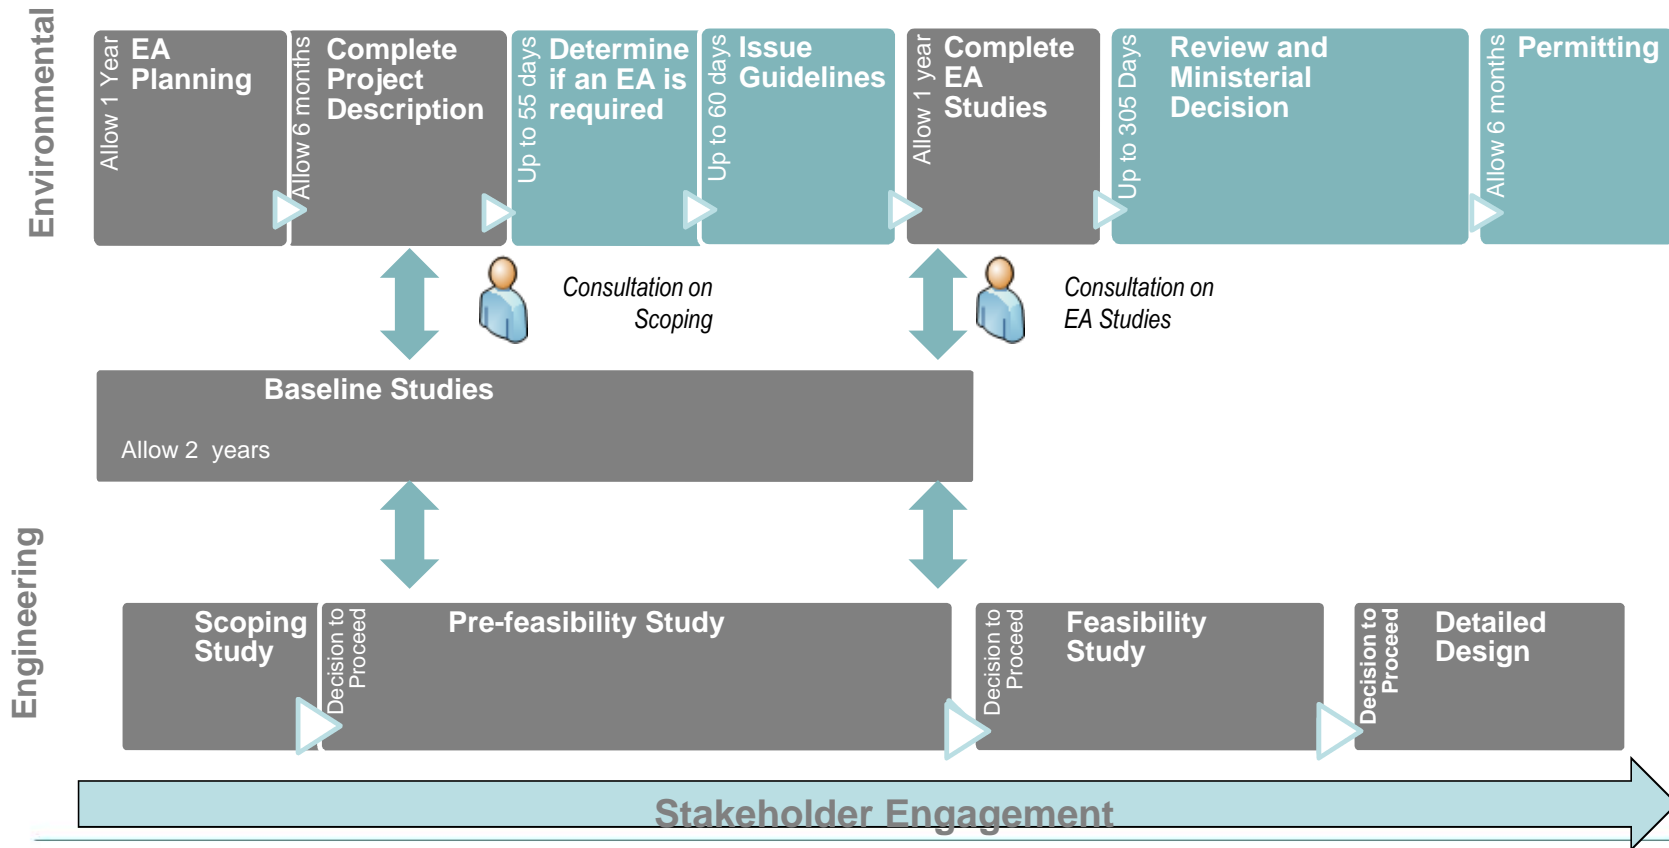 Environmental
Allow 1 Year
EA
Planning
Allow 6 months
Complete
Project
Description
Up to 55 days
Determine
if an EA is
required
Up to 60 days
Issue
Guidelines
Allow 1 year
Complete
EA
Studies
Up to 305 Days
Review and
Ministerial
Decision
Allow 6 months
Permitting
Consultation on
Scoping
Consultation on
EA Studies
Baseline Studies
Allow 2 years
Engineering
Scoping
Study
Decision to
Proceed
Pre-feasibility Study
Decision to
Proceed
Feasibility
Study
Decision to
Proceed
Detailed
Design
Stakeholder Engagement